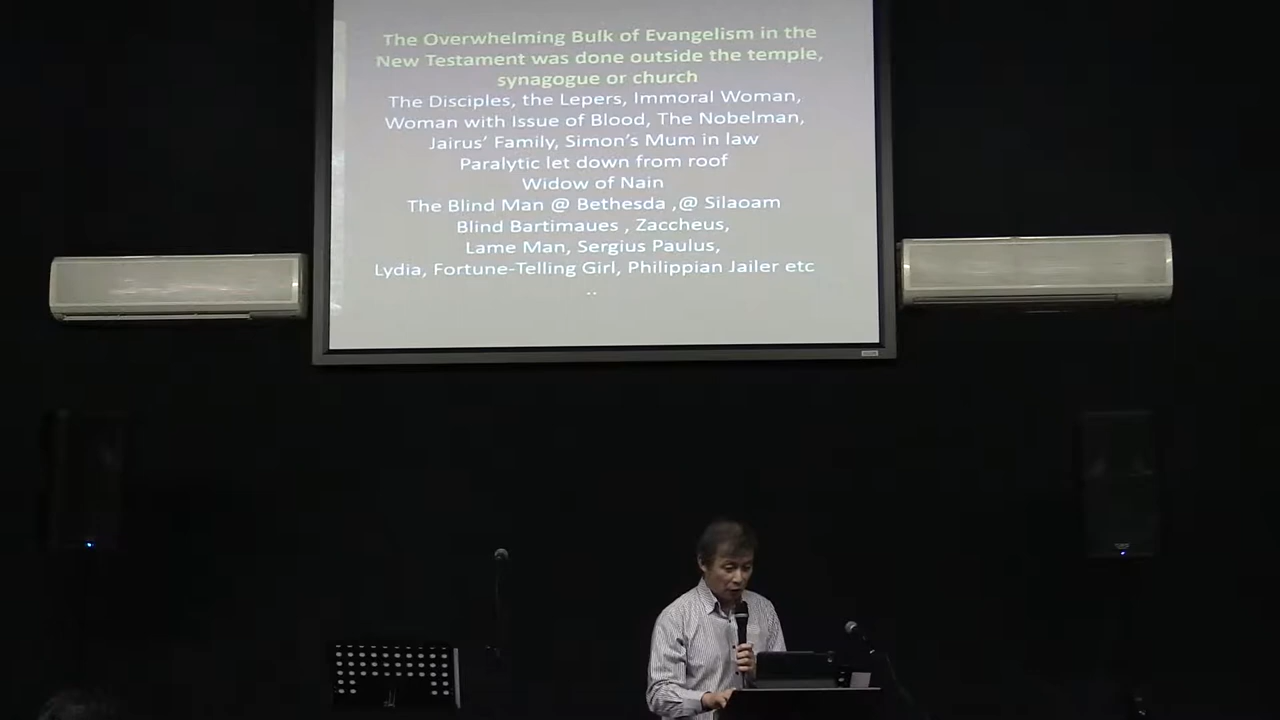 The Overwhelming Bulk of Evangelism in the
New Testament was done outside the temple,
synagogue or church
The Disciples, the Lepers, Immoral Woman,
Woman with Issue of Blood, The Nobelman,
Jairus’ Family, Simon’s Mum in law
Paralytic let down from roof
Widow of Nain
The Blind Man @ Bethesda ,@ Silaoam
Blind Bartimaues , Zaccheus,
Lame Man, Sergius Paulus,
Lydia, Fortune-Telling Girl, Philippian Jailer etc
..